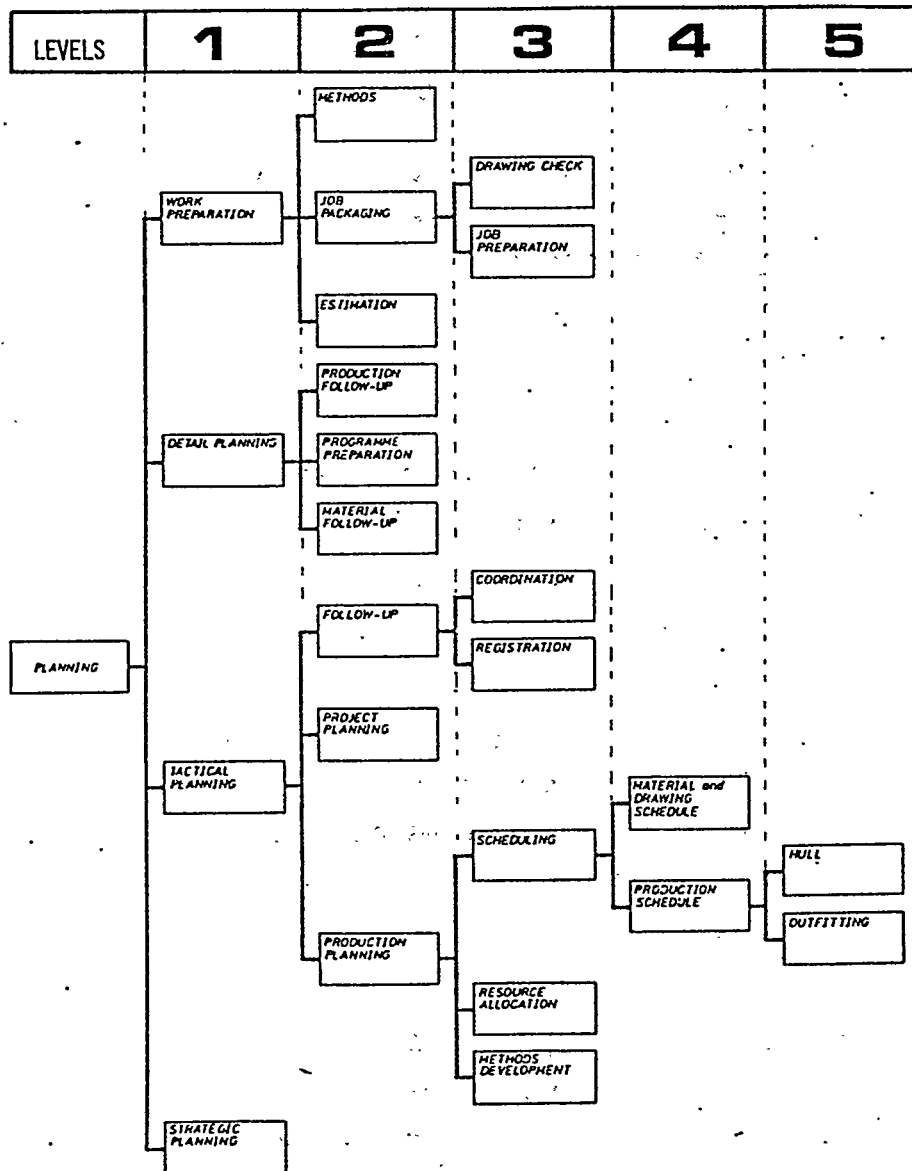 LEVELS 1 2 3 4 5
METHODS
DRAWING CHECK
WORK
PREPARATION
JOB
PACKAGING
JOB
PREPARATION
ESTIMATION
PRODUCTION
FOLLOW-UP
DETAIL PLANNING
PROGRAMME
PREPARATION
MATERIAL
FOLLOW-UP
COORDINATION
FOLLOW-UP
REGISTRATION
PLANNING
PROJECT
PLANNING
TACTICAL
PLANNING
MATERIAL and
DRAWING
SCHEDULE
SCHEDULING
HULL
PRODUCTION
SCHEDULE
OUTFITTING
PRODUCTION
PLANNING
RESOURCE
ALLOCATION
METHODS
DEVELOPMENT
STRATEGIC
PLANNING